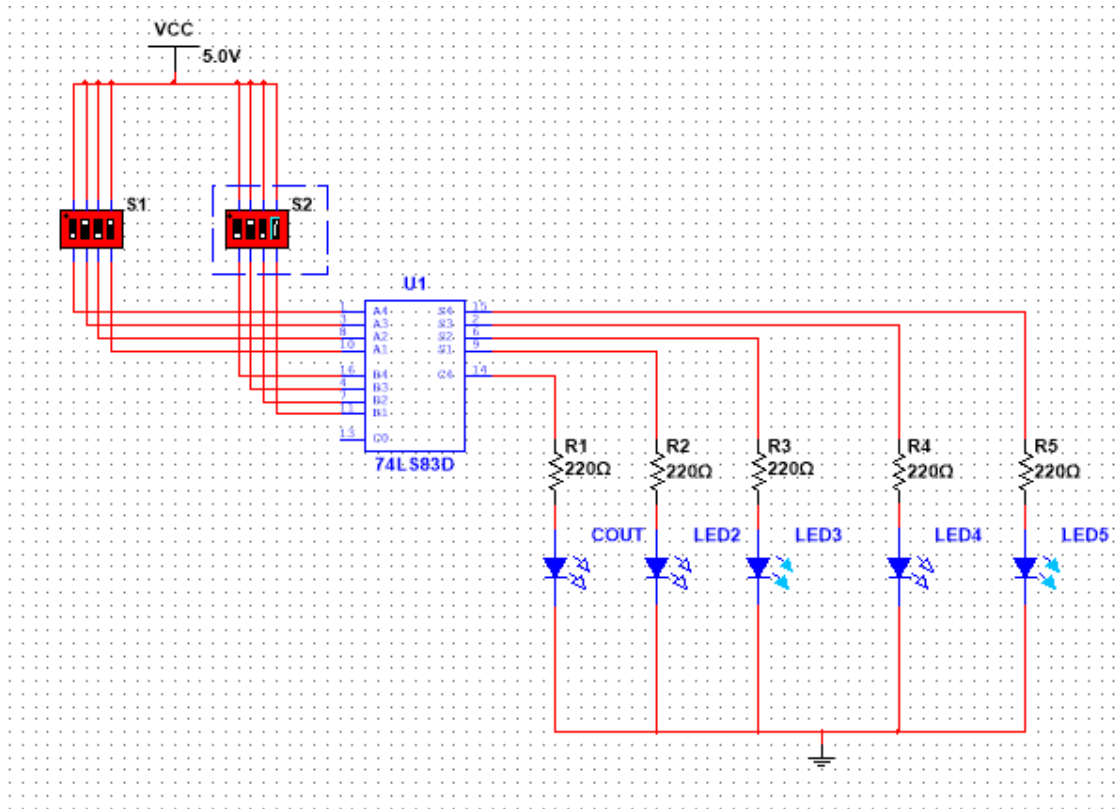 VCC
5.0V
S1
S2
U1
1 A4 S4 15
3 A3 S3 2
8 A2 S2 6
10 A1 S1 9
16 B4 C4 14
4 B3
7 B2
11 B1
13 C0
74LS83D
R1
220Ω
R2
220Ω
R3
220Ω
R4
220Ω
R5
220Ω
COUT
LED2
LED3
LED4
LED5